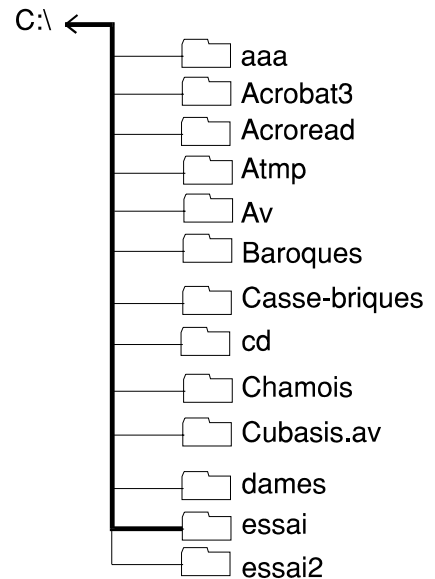 C:\
aaa
Acrobat3
Acroread
Atmp
Av
Baroques
Casse-briques
cd
Chamois
Cubasis.av
dames
essai
essai2